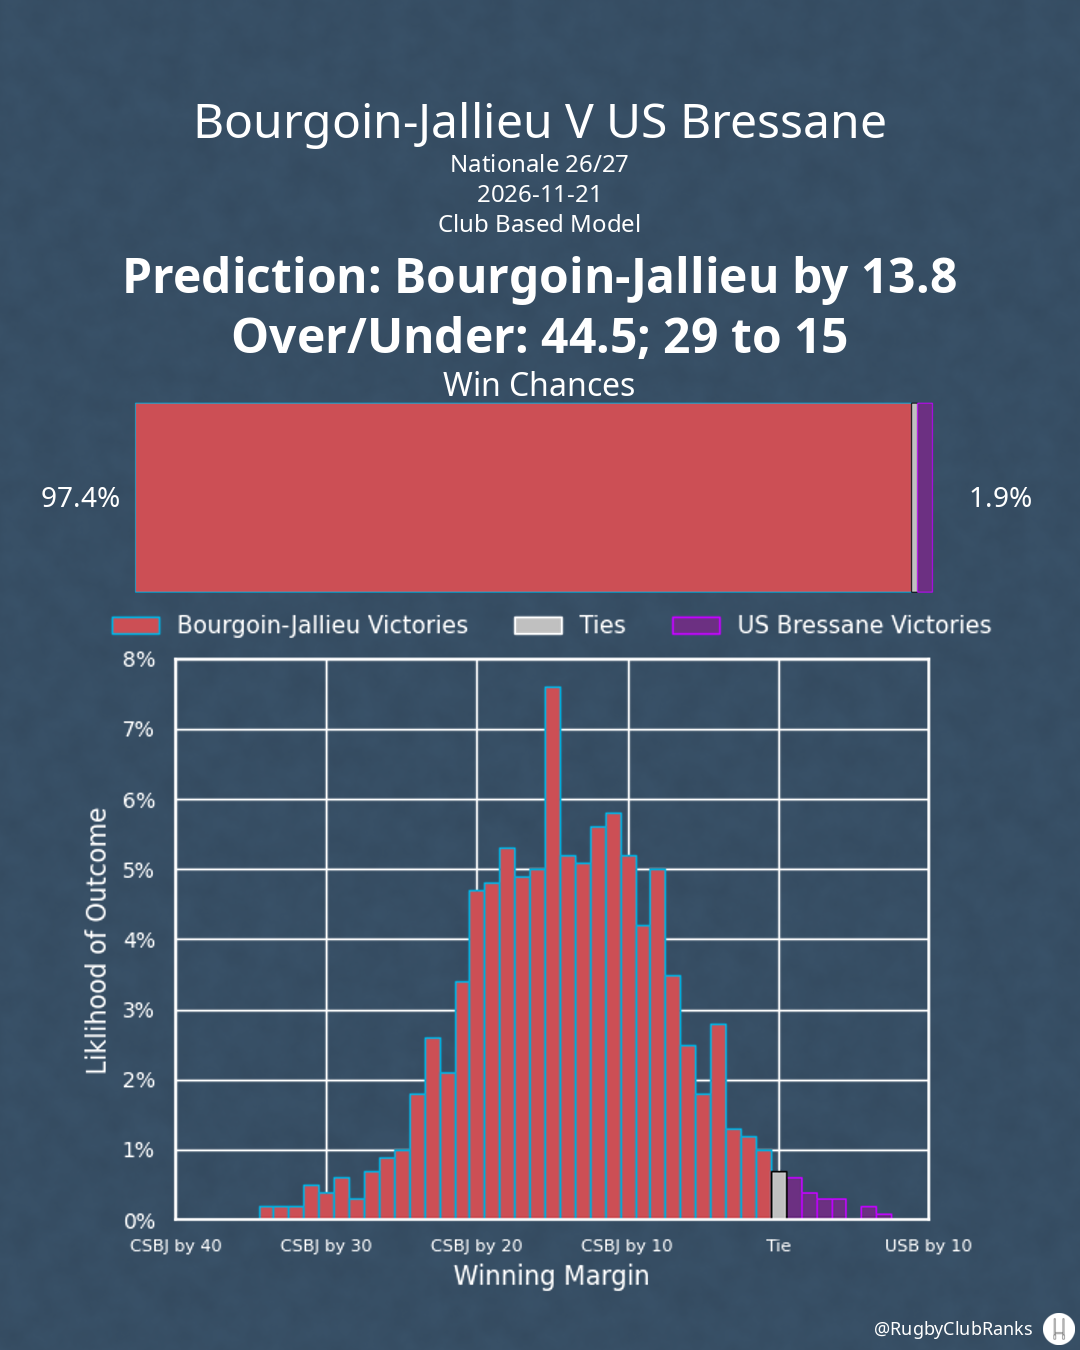 Bourgoin-Jallieu V US Bressane
Nationale 26/27
2026-11-21
Club Based Model
Prediction: Bourgoin-Jallieu by 13.8
Over/Under: 44.5; 29 to 15
Win Chances
97.4%
1.9%
Bourgoin-Jallieu Victories
Ties
US Bressane Victories
8%
7%
6%
5%
4%
3%
2%
1%
0%
Liklihood of Outcome
CSBJ by 40
CSBJ by 30
CSBJ by 20
CSBJ by 10
Tie
USB by 10
Winning Margin
@RugbyClubRanks